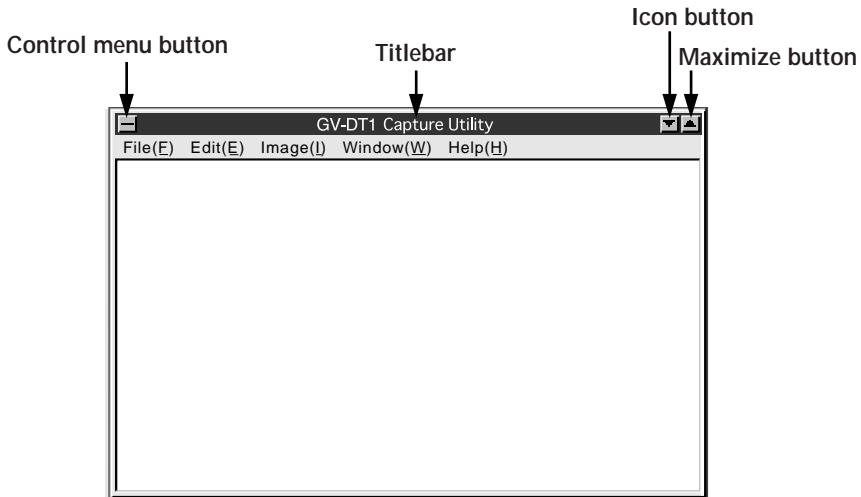 Icon button
Control menu button
Titlebar
Maximize button
GV-DT1 Capture Utility
File(F) Edit(E) Image(I) Window(W) Help(H)